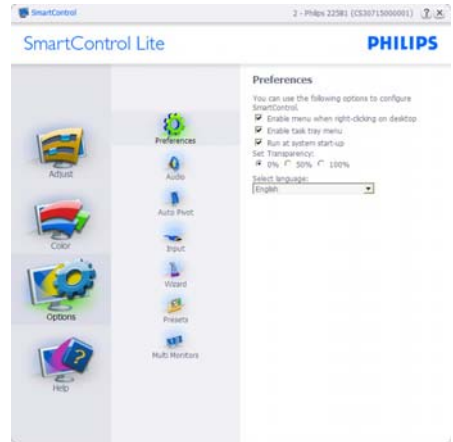 SmartControl
2 - Philips 225B1 (CS30715000001)
SmartControl Lite
PHILIPS
Adjust
Color
Options
Help
Preferences
Audio
Auto Pivot
Input
Wizard
Presets
Multi Monitors
Preferences
You can use the following options to configure
SmartControl.
Enable menu when right-clicking on desktop
Enable task tray menu
Run at system start-up
Set Transparency:
0% 50% 100%
Select language:
English